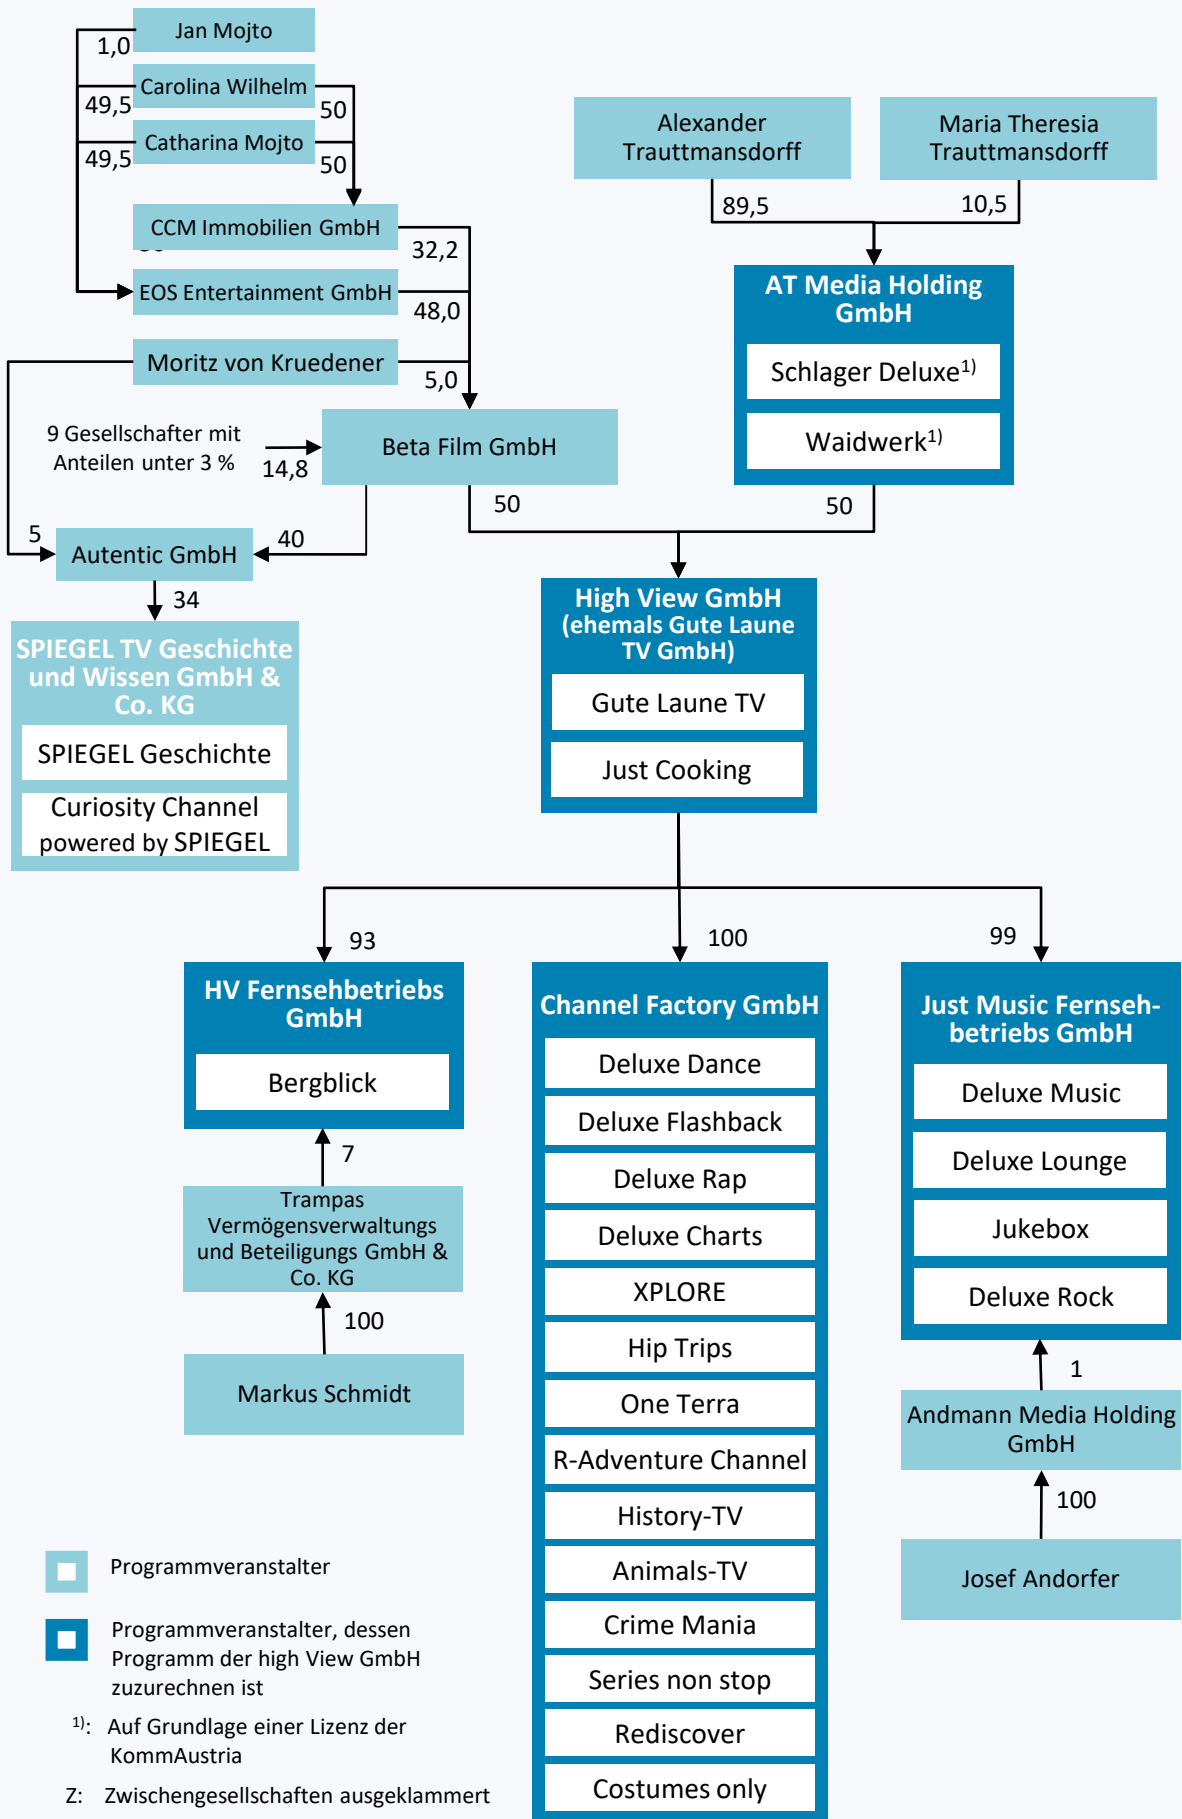 Jan Mojto
1,0
Carolina Wilhelm
49,5
50
Catharina Mojto
49,5
50
CCM Immobilien GmbH
32,2
EOS Entertainment GmbH
48,0
Moritz von Kruedener
5,0
9 Gesellschafter mit
Anteilen unter 3 %
14,8
Beta Film GmbH
50
5
40
Autentic GmbH
34
SPIEGEL TV Geschichte
und Wissen GmbH &
Co. KG
SPIEGEL Geschichte
Curiosity Channel
powered by SPIEGEL
Alexander
Trauttmansdorff
Maria Theresia
Trauttmansdorff
89,5
10,5
AT Media Holding
GmbH
Schlager Deluxe1)
Waidwerk1)
50
High View GmbH
(ehemals Gute Laune
TV GmbH)
Gute Laune TV
Just Cooking
93
100
99
HV Fernsehbetriebs
GmbH
Bergblick
7
Trampas
Vermögensverwaltungs
und Beteiligungs GmbH &
Co. KG
100
Markus Schmidt
Channel Factory GmbH
Deluxe Dance
Deluxe Flashback
Deluxe Rap
Deluxe Charts
XPLORE
Hip Trips
One Terra
R-Adventure Channel
History-TV
Animals-TV
Crime Mania
Series non stop
Rediscover
Costumes only
Just Music Fernseh-
betriebs GmbH
Deluxe Music
Deluxe Lounge
Jukebox
Deluxe Rock
1
Andmann Media Holding
GmbH
100
Josef Andorfer
Programmveranstalter
Programmveranstalter, dessen
Programm der high View GmbH
zuzurechnen ist
1): Auf Grundlage einer Lizenz der
KommAustria
Z: Zwischengesellschaften ausgeklammert